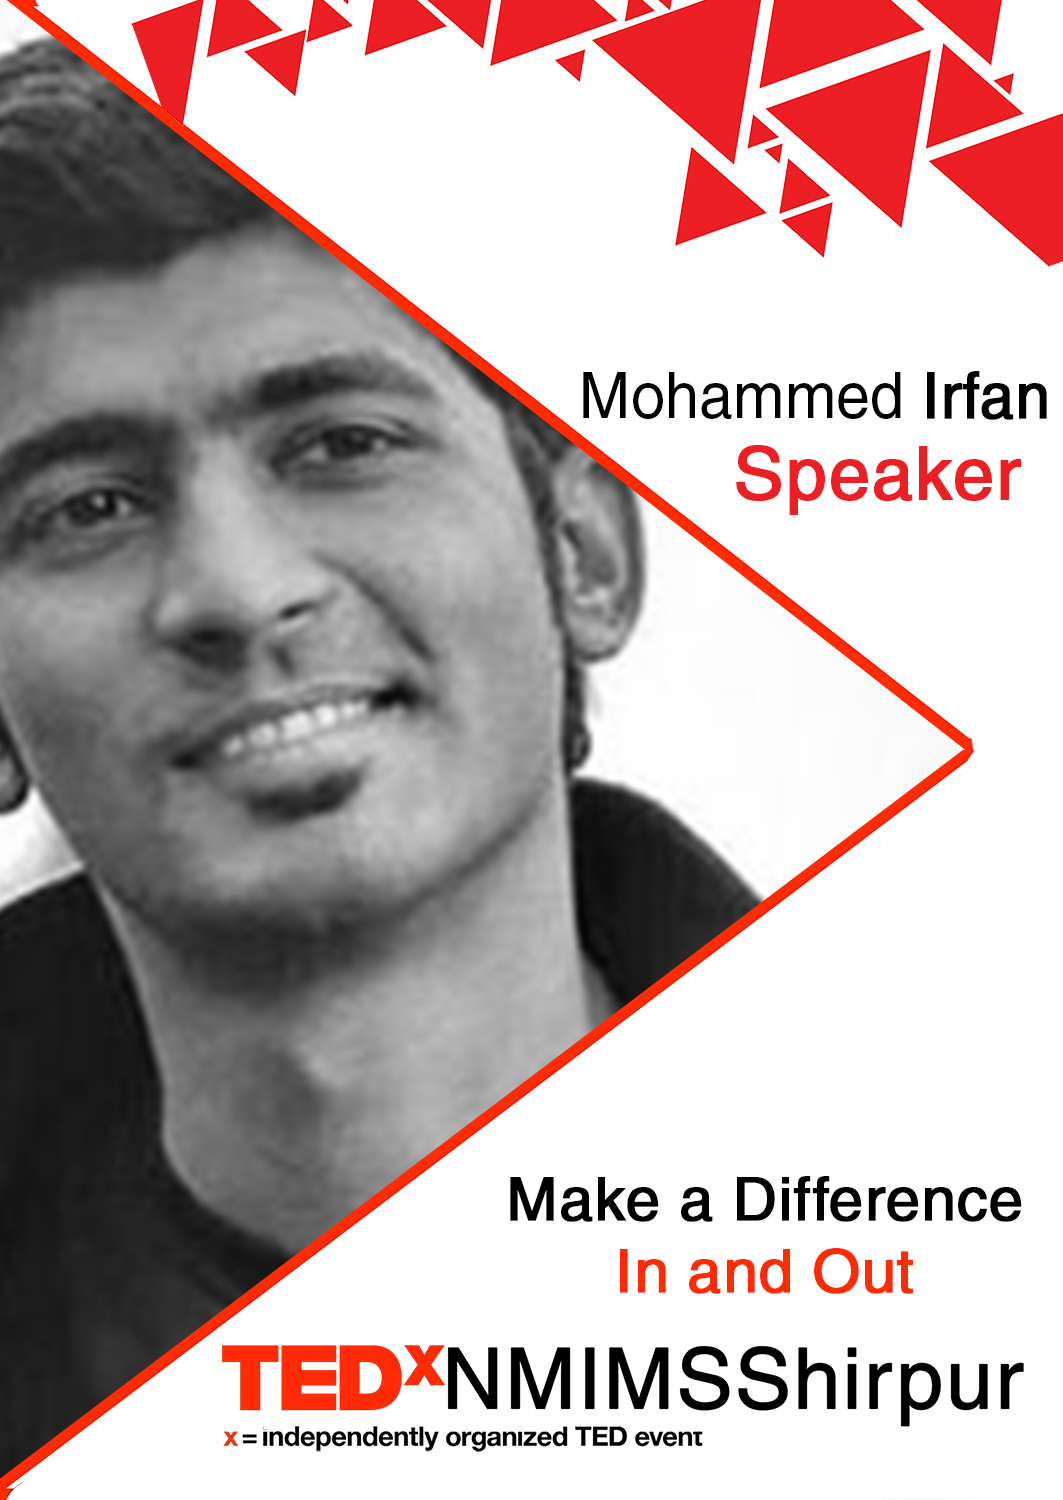 Mohammed Irfan
Speaker
Make a Difference
In and Out
TEDxNMIMSShirpur
x = independently organized TED event